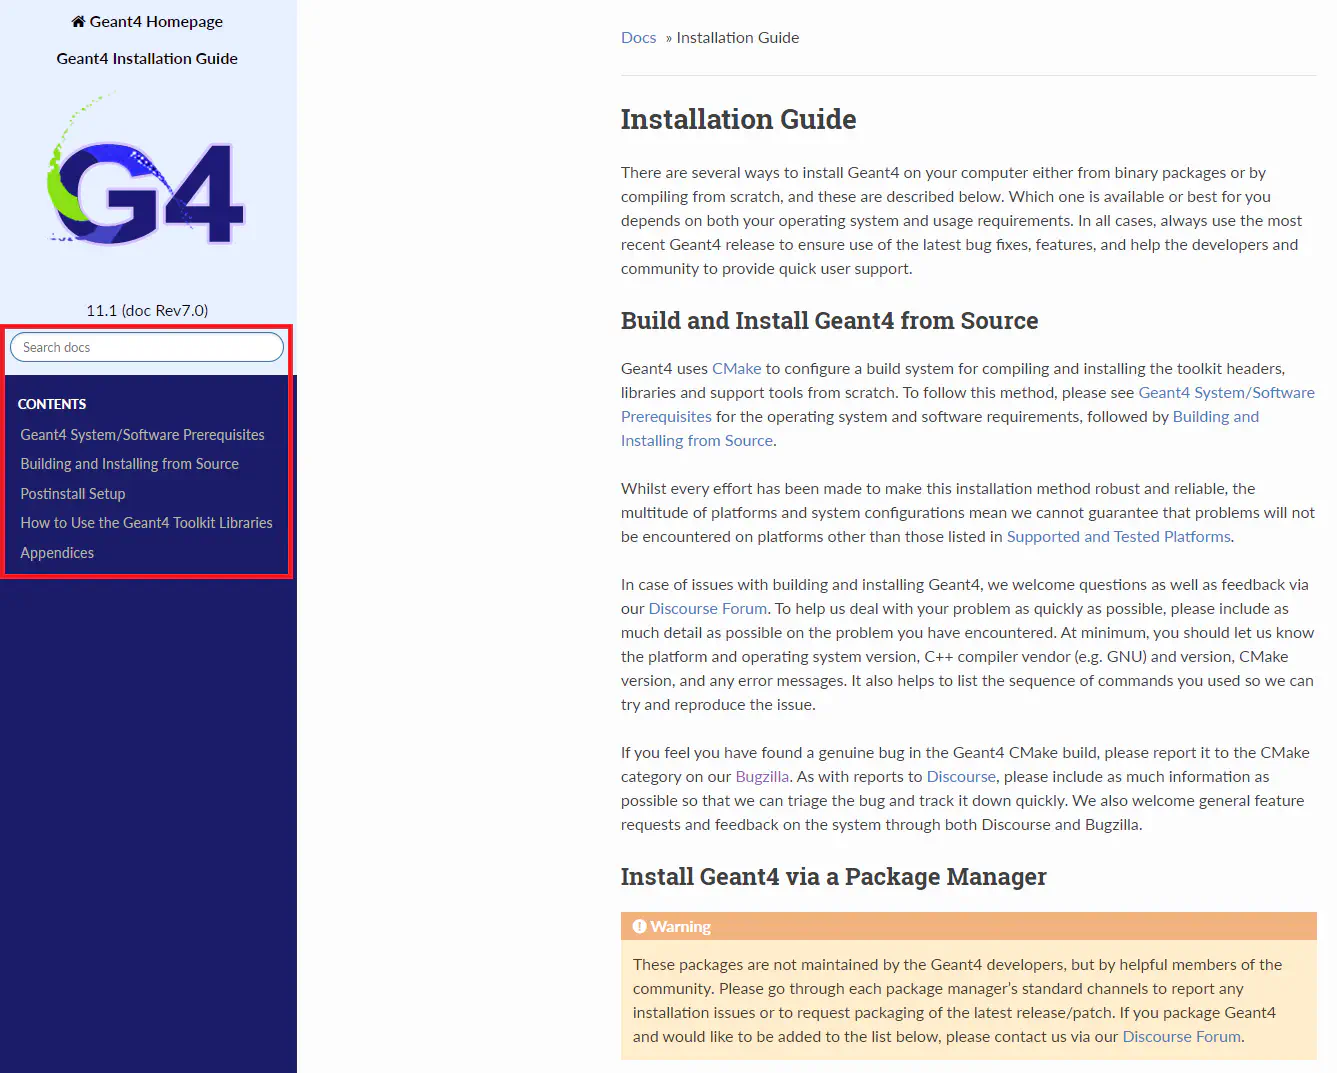 Geant4 Homepage
Geant4 Installation Guide
G4
11.1 (doc Rev7.0)
Search docs
CONTENTS
Geant4 System/Software Prerequisites
Building and Installing from Source
Postinstall Setup
How to Use the Geant4 Toolkit Libraries
Appendices
Docs » Installation Guide
Installation Guide
There are several ways to install Geant4 on your computer either from binary packages or by
compiling from scratch, and these are described below. Which one is available or best for you
depends on both your operating system and usage requirements. In all cases, always use the most
recent Geant4 release to ensure use of the latest bug fixes, features, and help the developers and
community to provide quick user support.
Build and Install Geant4 from Source
Geant4 uses CMake to configure a build system for compiling and installing the toolkit headers,
libraries and support tools from scratch. To follow this method, please see Geant4 System/Software
Prerequisites for the operating system and software requirements, followed by Building and
Installing from Source.
Whilst every effort has been made to make this installation method robust and reliable, the
multitude of platforms and system configurations mean we cannot guarantee that problems will not
be encountered on platforms other than those listed in Supported and Tested Platforms.
In case of issues with building and installing Geant4, we welcome questions as well as feedback via
our Discourse Forum. To help us deal with your problem as quickly as possible, please include as
much detail as possible on the problem you have encountered. At minimum, you should let us know
the platform and operating system version, C++ compiler vendor (e.g. GNU) and version, CMake
version, and any error messages. It also helps to list the sequence of commands you used so we can
try and reproduce the issue.
If you feel you have found a genuine bug in the Geant4 CMake build, please report it to the CMake
category on our Bugzilla. As with reports to Discourse, please include as much information as
possible so that we can triage the bug and track it down quickly. We also welcome general feature
requests and feedback on the system through both Discourse and Bugzilla.
Install Geant4 via a Package Manager
Warning
These packages are not maintained by the Geant4 developers, but by helpful members of the
community. Please go through each package manager's standard channels to report any
installation issues or to request packaging of the latest release/patch. If you package Geant4
and would like to be added to the list below, please contact us via our Discourse Forum.